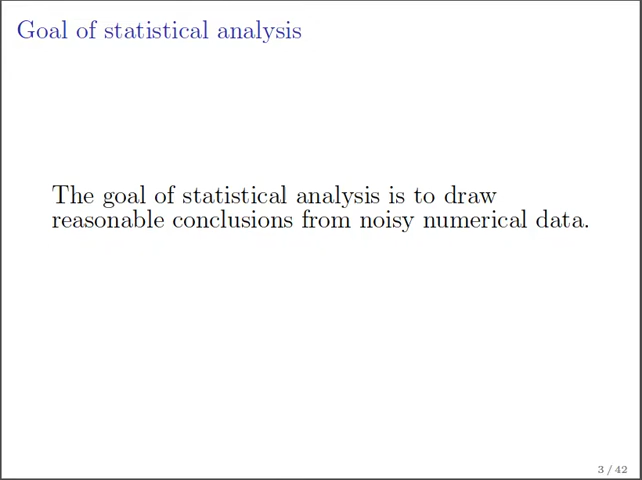 Goal of statistical analysis
The goal of statistical analysis is to draw
reasonable conclusions from noisy numerical data.
3 / 42